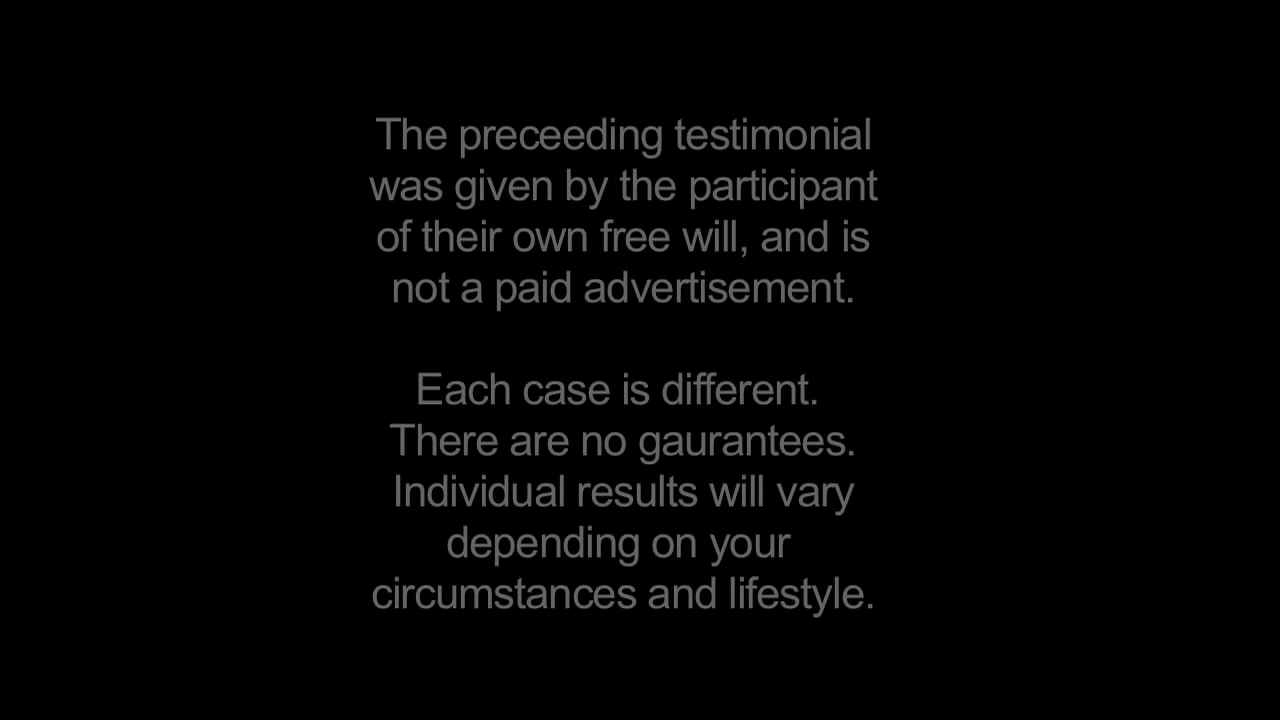 The preceeding testimonial
was given by the participant
of their own free will, and is
not a paid advertisement.
Each case is different.
There are no gaurantees.
Individual results will vary
depending on your
circumstances and lifestyle.